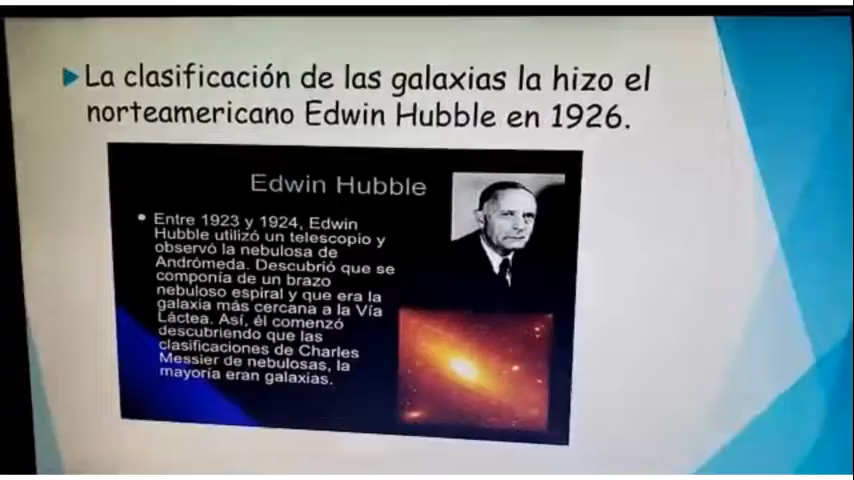 La clasificación de las galaxias la hizo el
norteamericano Edwin Hubble en 1926.
Edwin Hubble
• Entre 1923 y 1924, Edwin
Hubble utilizó un telescopio y
observó la nebulosa de
Andrómeda. Descubrió que se
componía de un brazo
nebuloso espiral y que era la
galaxia más cercana a la Vía
Láctea. Así, él comenzó
descubriendo que las
clasificaciones de Charles
Messier de nebulosas, la
mayoría eran galaxias.